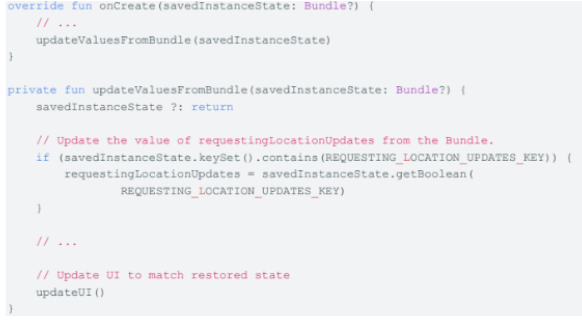 override fun onCreate(savedInstanceState: Bundle?) {
    // ...
    updateValuesFromBundle(savedInstanceState)
}

private fun updateValuesFromBundle(savedInstanceState: Bundle?) {
    savedInstanceState ?: return

    // Update the value of requestingLocationUpdates from the Bundle.
    if (savedInstanceState.keySet().contains(REQUESTING_LOCATION_UPDATES_KEY)) {
        requestingLocationUpdates = savedInstanceState.getBoolean(
                REQUESTING_LOCATION_UPDATES_KEY)
    }

    // ...

    // Update UI to match restored state
    updateUI()
}